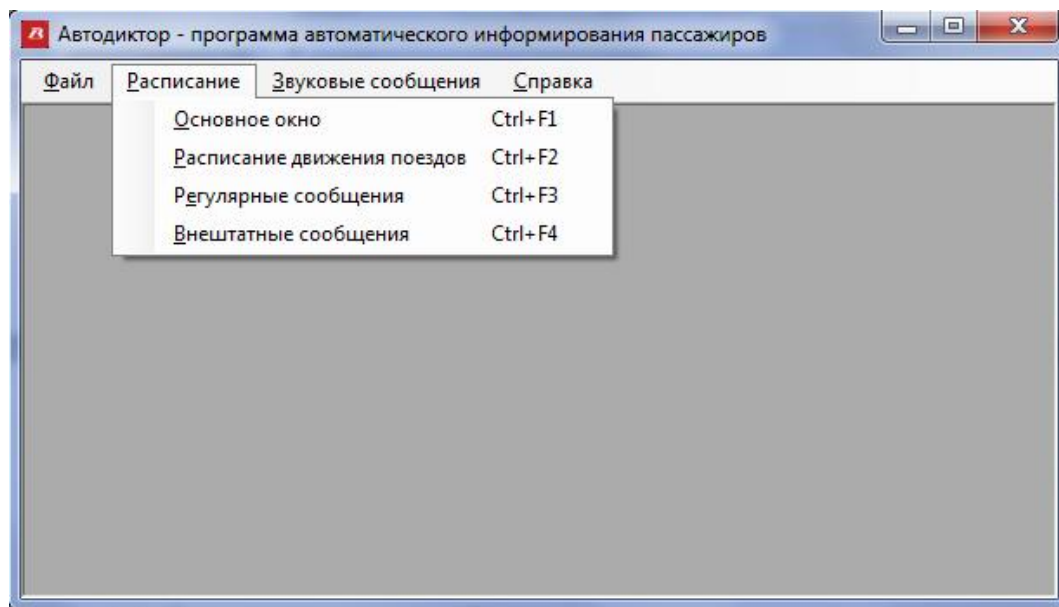 Автодиктор - программа автоматического информирования пассажиров
Файл Расписание Звуковые сообщения Справка
Основное окно Ctrl+F1
Расписание движения поездов Ctrl+F2
Регулярные сообщения Ctrl+F3
Внештатные сообщения Ctrl+F4